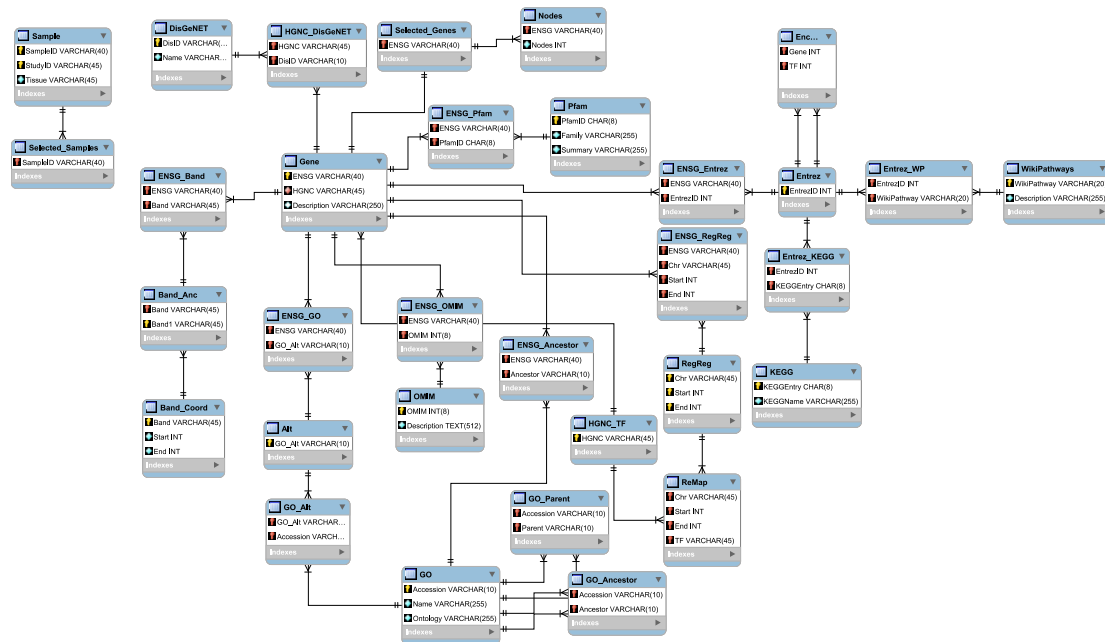 Sample
SampleID VARCHAR(40)
StudyID VARCHAR(45)
Tissue VARCHAR(45)
Indexes
Selected_Samples
SampleID VARCHAR(40)
Indexes
DisGeNET
DisID VARCHAR(...
Name VARCHAR...
Indexes
HGNC_DisGeNET
HGNC VARCHAR(45)
DisID VARCHAR(10)
Indexes
Selected_Genes
ENSG VARCHAR(40)
Indexes
Nodes
ENSG VARCHAR(40)
Nodes INT
Indexes
Enc...
Gene INT
TF INT
Indexes
ENSG_Pfam
ENSG VARCHAR(40)
PfamID CHAR(8)
Indexes
Pfam
PfamID CHAR(8)
Family VARCHAR(255)
Summary VARCHAR(255)
Indexes
ENSG_Band
ENSG VARCHAR(40)
Band VARCHAR(45)
Indexes
Gene
ENSG VARCHAR(40)
HGNC VARCHAR(45)
Description VARCHAR(250)
Indexes
ENSG_Entrez
ENSG VARCHAR(40)
EntrezID INT
Indexes
Entrez
EntrezID INT
Indexes
Entrez_WP
EntrezID INT
WikiPathway VARCHAR(20)
Indexes
WikiPathways
WikiPathway VARCHAR(20
Description VARCHAR(255)
Indexes
ENSG_RegReg
ENSG VARCHAR(40)
Chr VARCHAR(45)
Start INT
End INT
Indexes
Entrez_KEGG
EntrezID INT
KEGGEntry CHAR(8)
Indexes
Band_Anc
Band VARCHAR(45)
Band1 VARCHAR(45)
Indexes
ENSG_GO
ENSG VARCHAR(40)
GO_Alt VARCHAR(10)
Indexes
ENSG_OMIM
ENSG VARCHAR(40)
OMIM INT(8)
Indexes
ENSG_Ancestor
ENSG VARCHAR(40)
Ancestor VARCHAR(10)
Indexes
RegReg
Chr VARCHAR(45)
Start INT
End INT
Indexes
KEGG
KEGGEntry CHAR(8)
KEGGName VARCHAR(255)
Indexes
Band_Coord
Band VARCHAR(45)
Start INT
End INT
Indexes
OMIM
OMIM INT(8)
Description TEXT(512)
Indexes
Alt
GO_Alt VARCHAR(10)
Indexes
HGNC_TF
HGNC VARCHAR(45)
Indexes
ReMap
Chr VARCHAR(45)
Start INT
End INT
TF VARCHAR(45)
Indexes
GO_Alt
GO_Alt VARCHAR...
Accession VARCH...
Indexes
GO_Parent
Accession VARCHAR(10)
Parent VARCHAR(10)
Indexes
GO
Accession VARCHAR(10)
Name VARCHAR(255)
Ontology VARCHAR(255)
Indexes
GO_Ancestor
Accession VARCHAR(10)
Ancestor VARCHAR(10)
Indexes